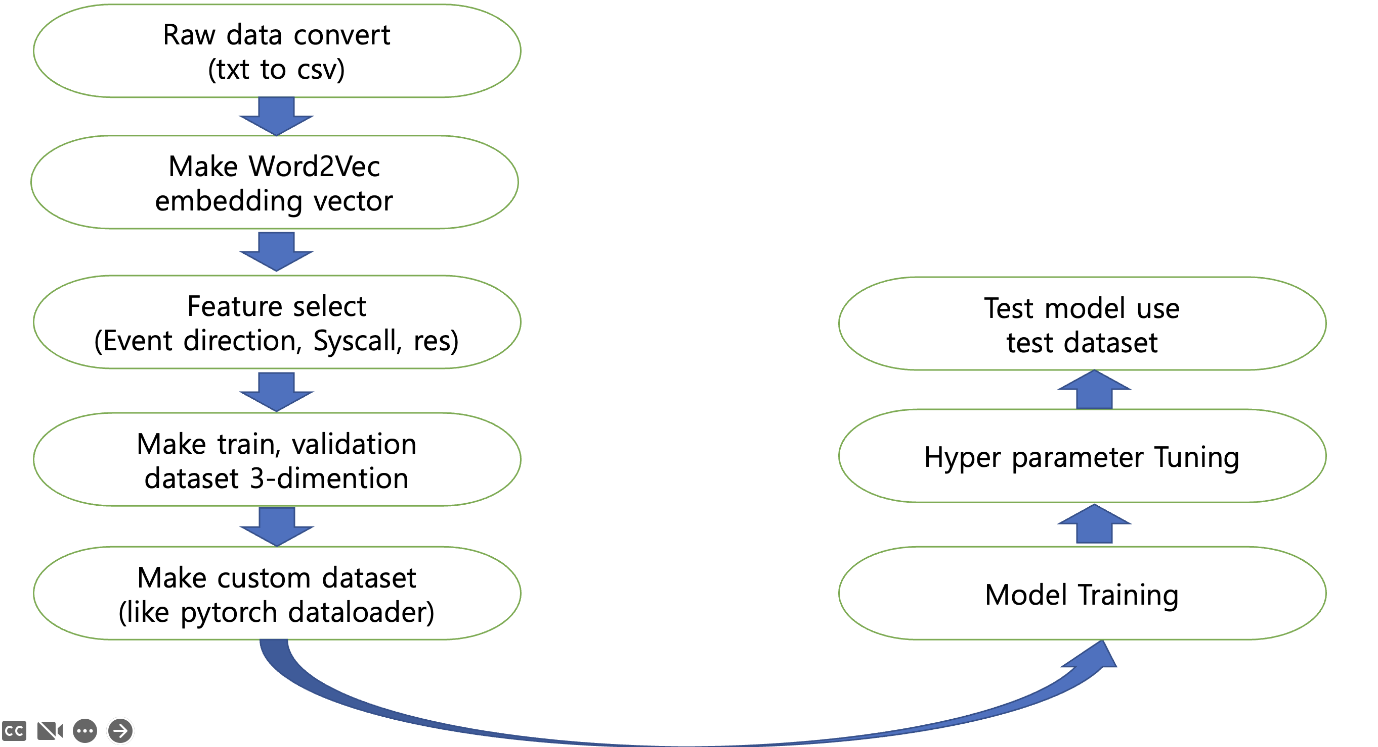 Raw data convert
(txt to csv)
Make Word2Vec
embedding vector
Feature select
(Event direction, Syscall, res)
Make train, validation
dataset 3-dimention
Make custom dataset
(like pytorch dataloader)
Model Training
Hyper parameter Tuning
Test model use
test dataset
CC